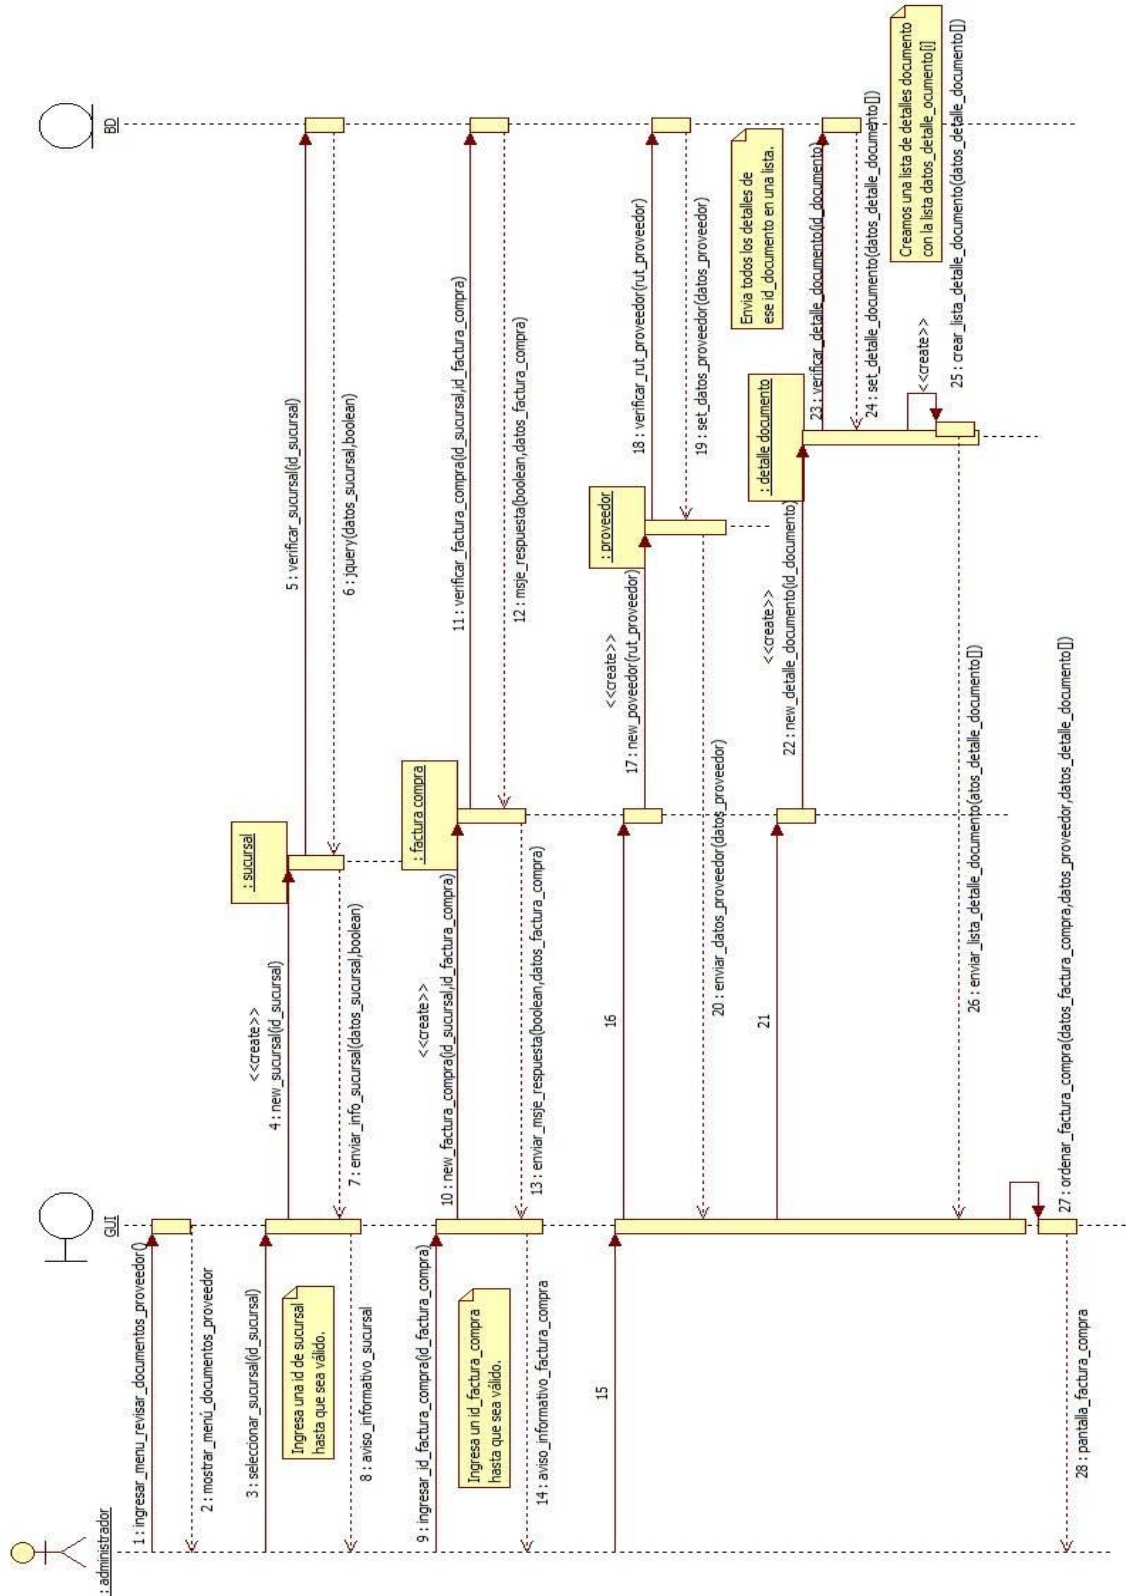 : administrador
GUI
BD
1 : ingresar_menu_revisar_documentos_proveedor()
2 : mostrar_menú_documentos_proveedor
3 : seleccionar_sucursal(id_sucursal)
<<create>>
4 : new_sucursal(id_sucursal)
: sucursal
5 : verificar_sucursal(id_sucursal)
6 : jquery(datos_sucursal,boolean)
7 : enviar_info_sucursal(datos_sucursal,boolean)
Ingresa una id de sucursal
hasta que sea válido.
8 : aviso_informativo_sucursal
9 : ingresar_id_factura_compra(id_factura_compra)
<<create>>
10 : new_factura_compra(id_sucursal,id_factura_compra)
: factura compra
11 : verificar_factura_compra(id_sucursal,id_factura_compra)
12 : msje_respuesta(boolean,datos_factura_compra)
13 : enviar_msje_respuesta(boolean,datos_factura_compra)
Ingresa un id_factura_compra
hasta que sea válido.
14 : aviso_informativo_factura_compra
15
16
<<create>>
17 : new_poveedor(rut_proveedor)
: proveedor
18 : verificar_rut_proveedor(rut_proveedor)
19 : set_datos_proveedor(datos_proveedor)
20 : enviar_datos_proveedor(datos_proveedor)
21
<<create>>
22 : new_detalle_documento(id_documento)
: detalle documento
Envia todos los detalles de
ese id_documento en una lista.
23 : verificar_detalle_documento(id_documento)
24 : set_detalle_documento(datos_detalle_documento[])
Creamos una lista de detalles documento
con la lista datos_detalle_ocumento[i]
<<create>>
25 : crear_lista_detalle_documento(datos_detalle_documento[])
26 : enviar_lista_detalle_documento(atos_detalle_documento[])
27 : ordenar_factura_compra(datos_factura_compra,datos_proveedor,datos_detalle_documento[])
28 : pantalla_factura_compra